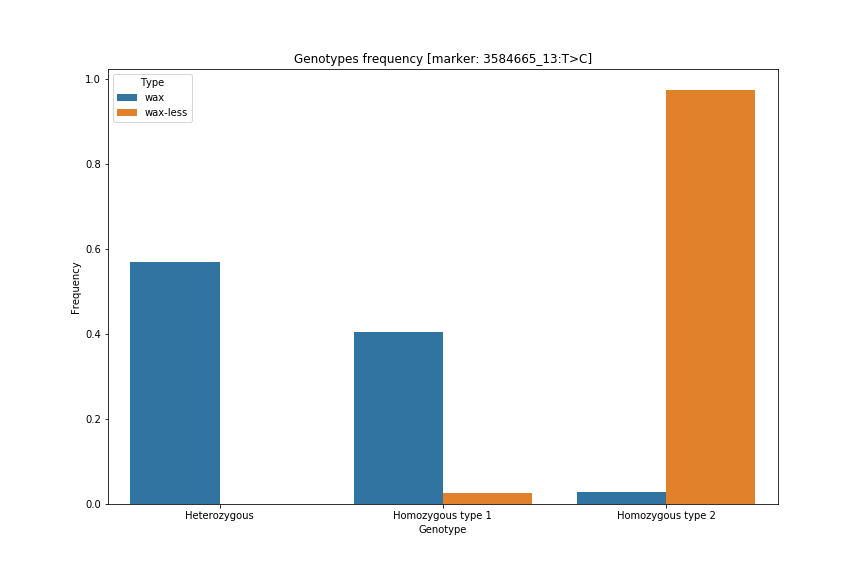 Genotypes frequency [marker: 3584665_13:T>C]
Type
wax
wax-less
1.0
0.8
0.6
0.4
0.2
0.0
Frequency
Heterozygous
Homozygous type 1
Homozygous type 2
Genotype